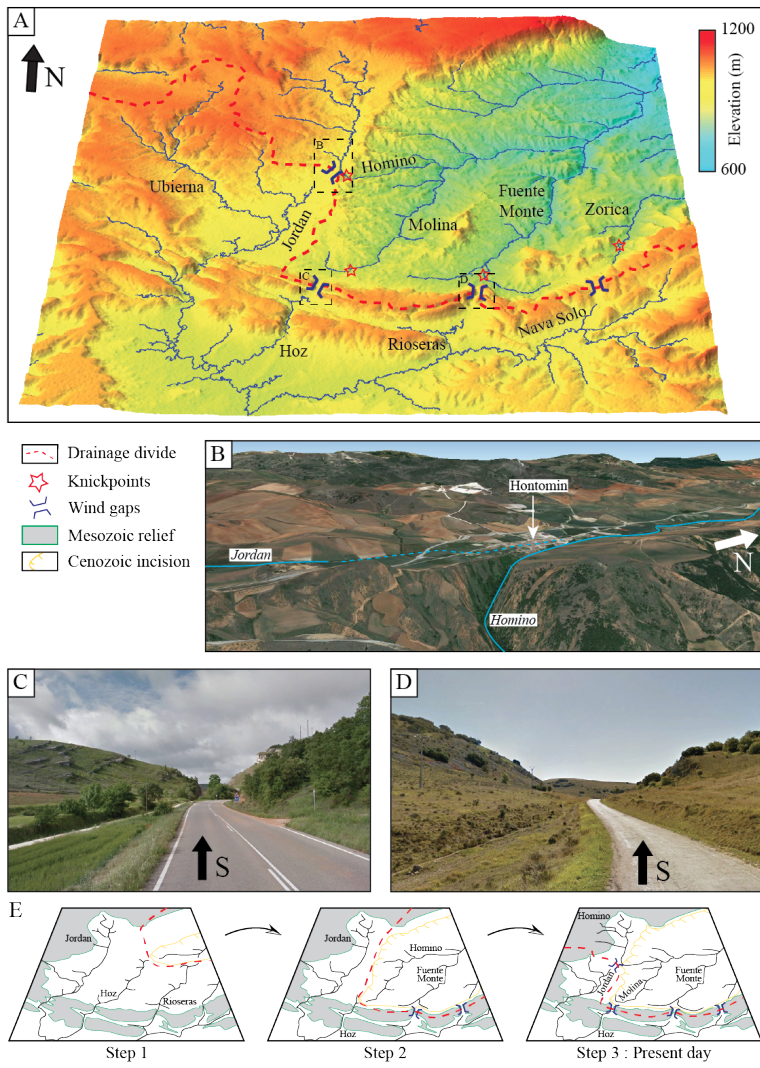 A
N
1200
Elevation (m)
600
B
Homino
Ubierna
Jordan
Molina
Fuente
Monte
Zorica
C
D
Hoz
Rioseras
Nava Solo
Drainage divide
Knickpoints
Wind gaps
Mesozoic relief
Cenozoic incision
B
Hontomin
Jordan
N
Homino
C
S
D
S
E
Jordan
Hoz
Rioseras
Step 1
Jordan
Homino
Fuente
Monte
Hoz
Step 2
Homino
Jordan
Molina
Fuente
Monte
Hoz
Step 3 : Present day